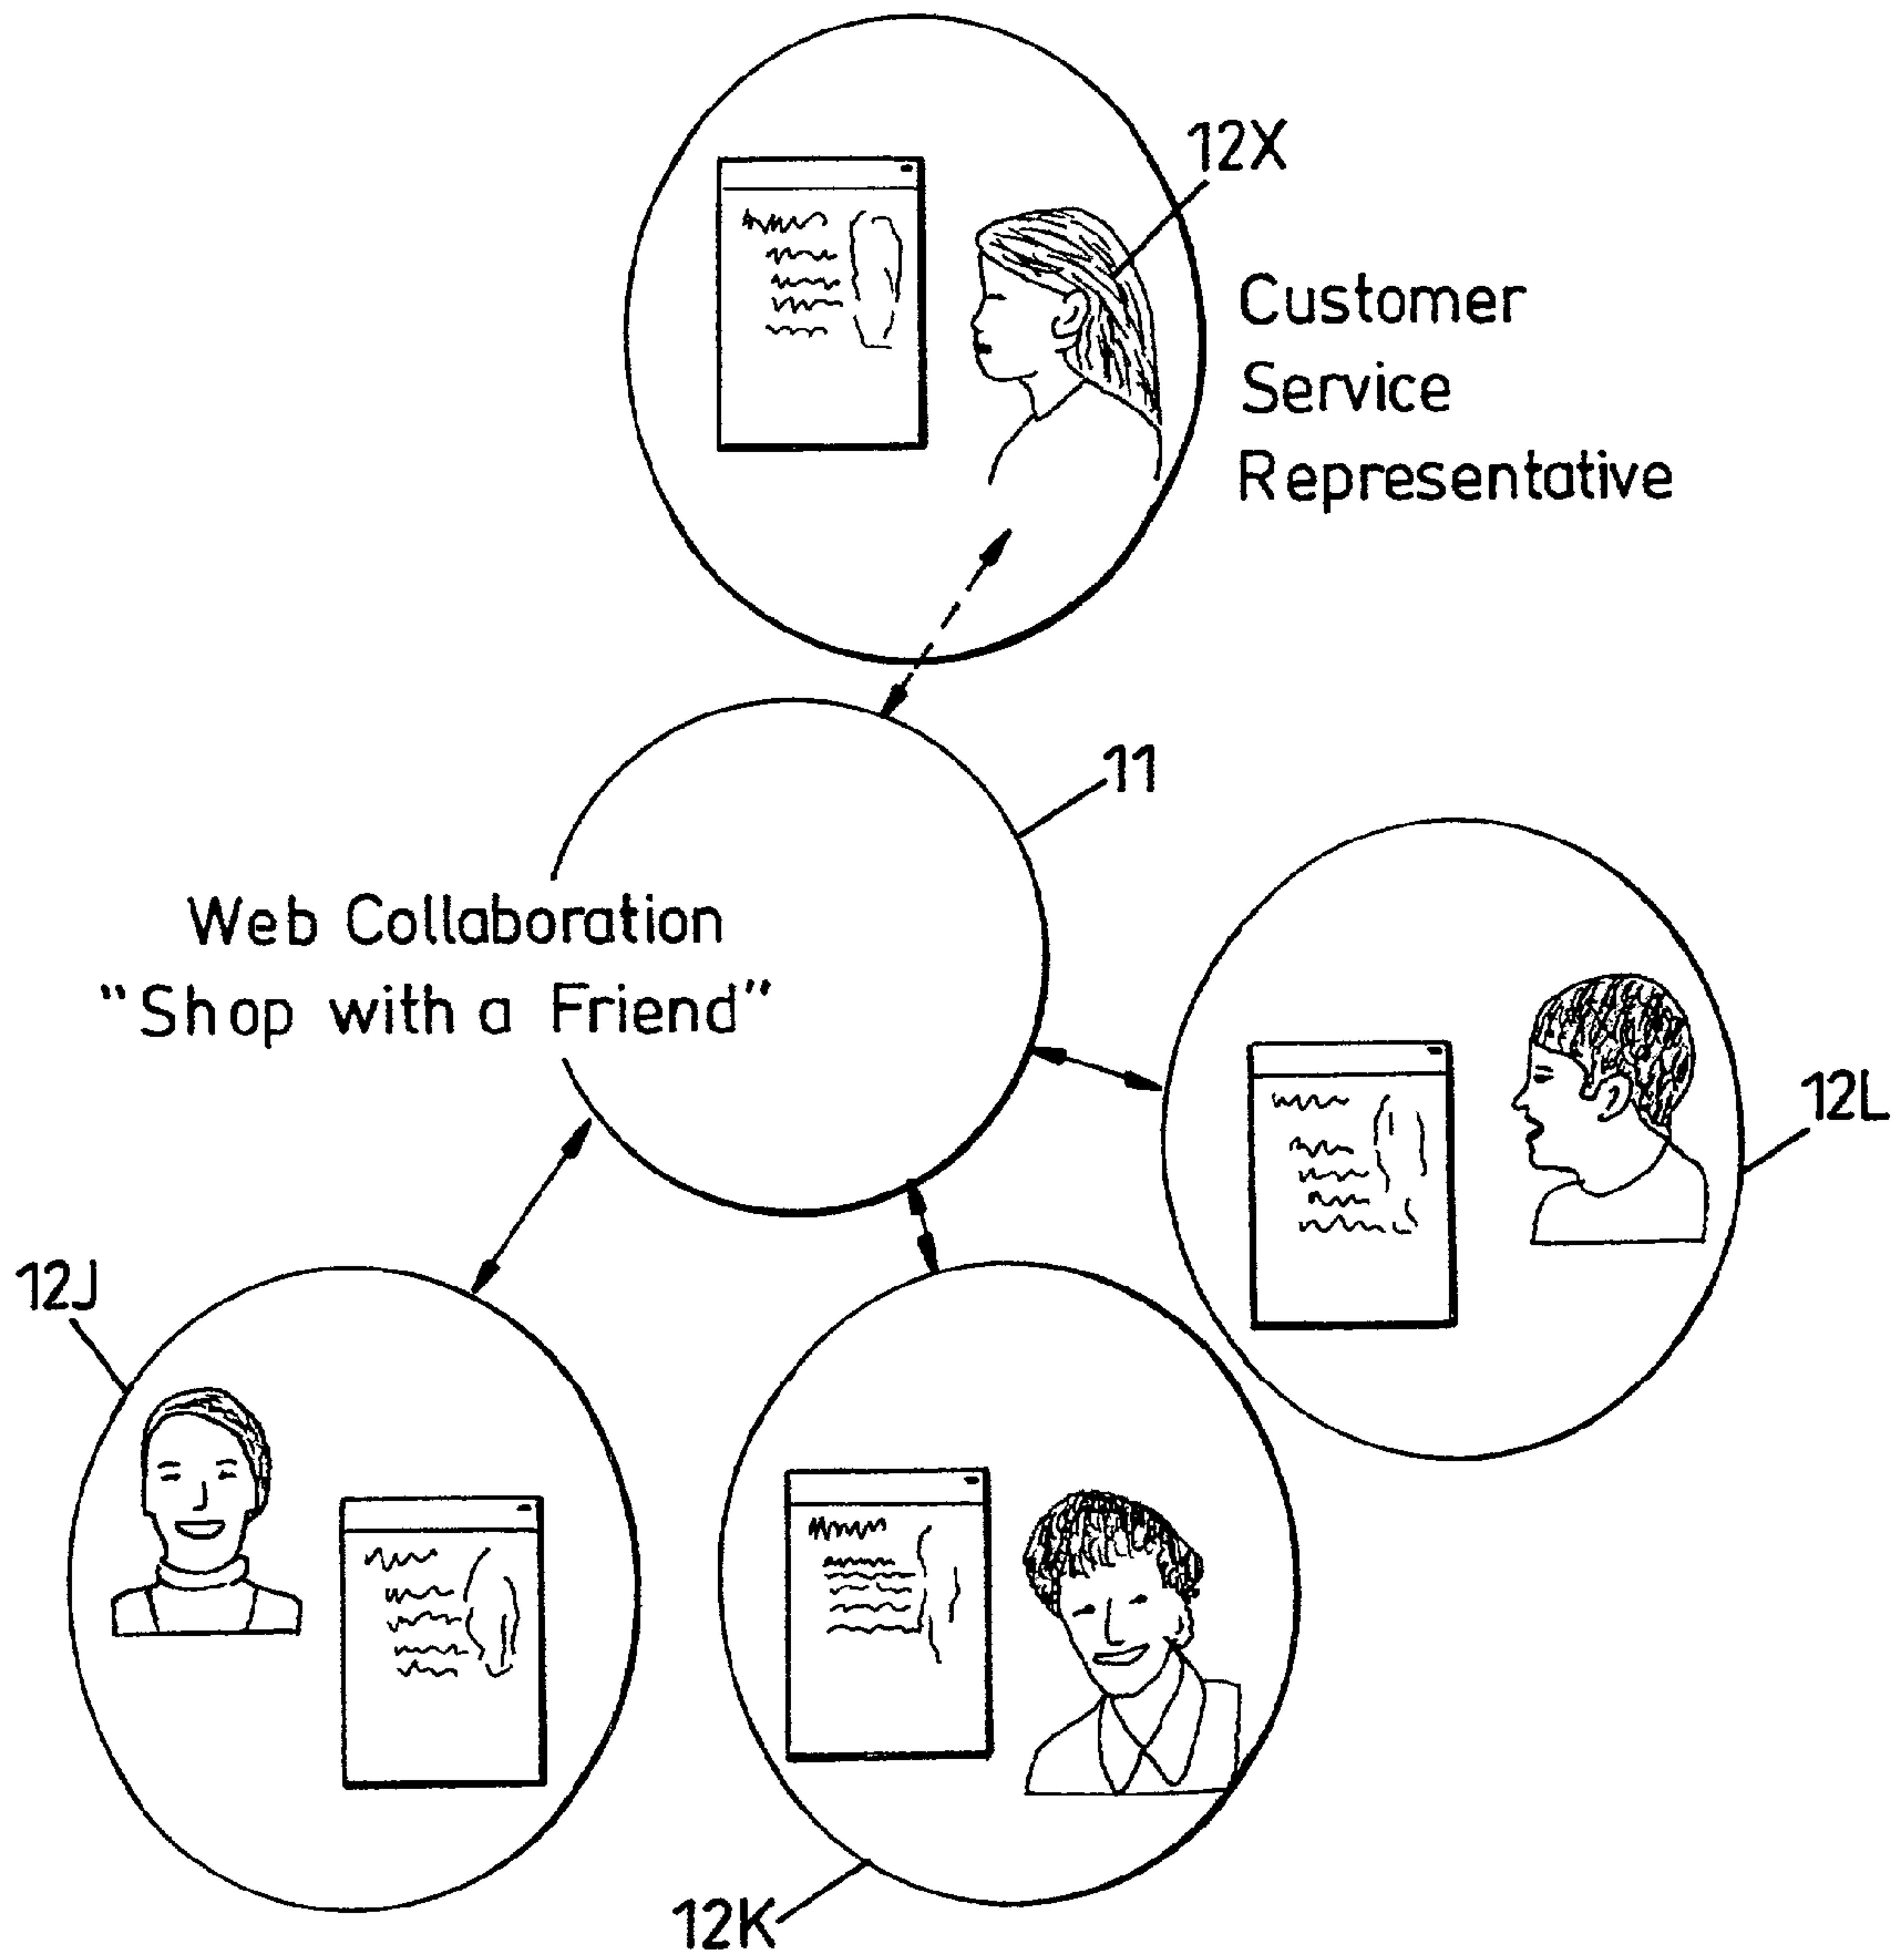 12X
Customer
Service
Representative
11
Web Collaboration
“Shop with a Friend”
12L
12J
12K